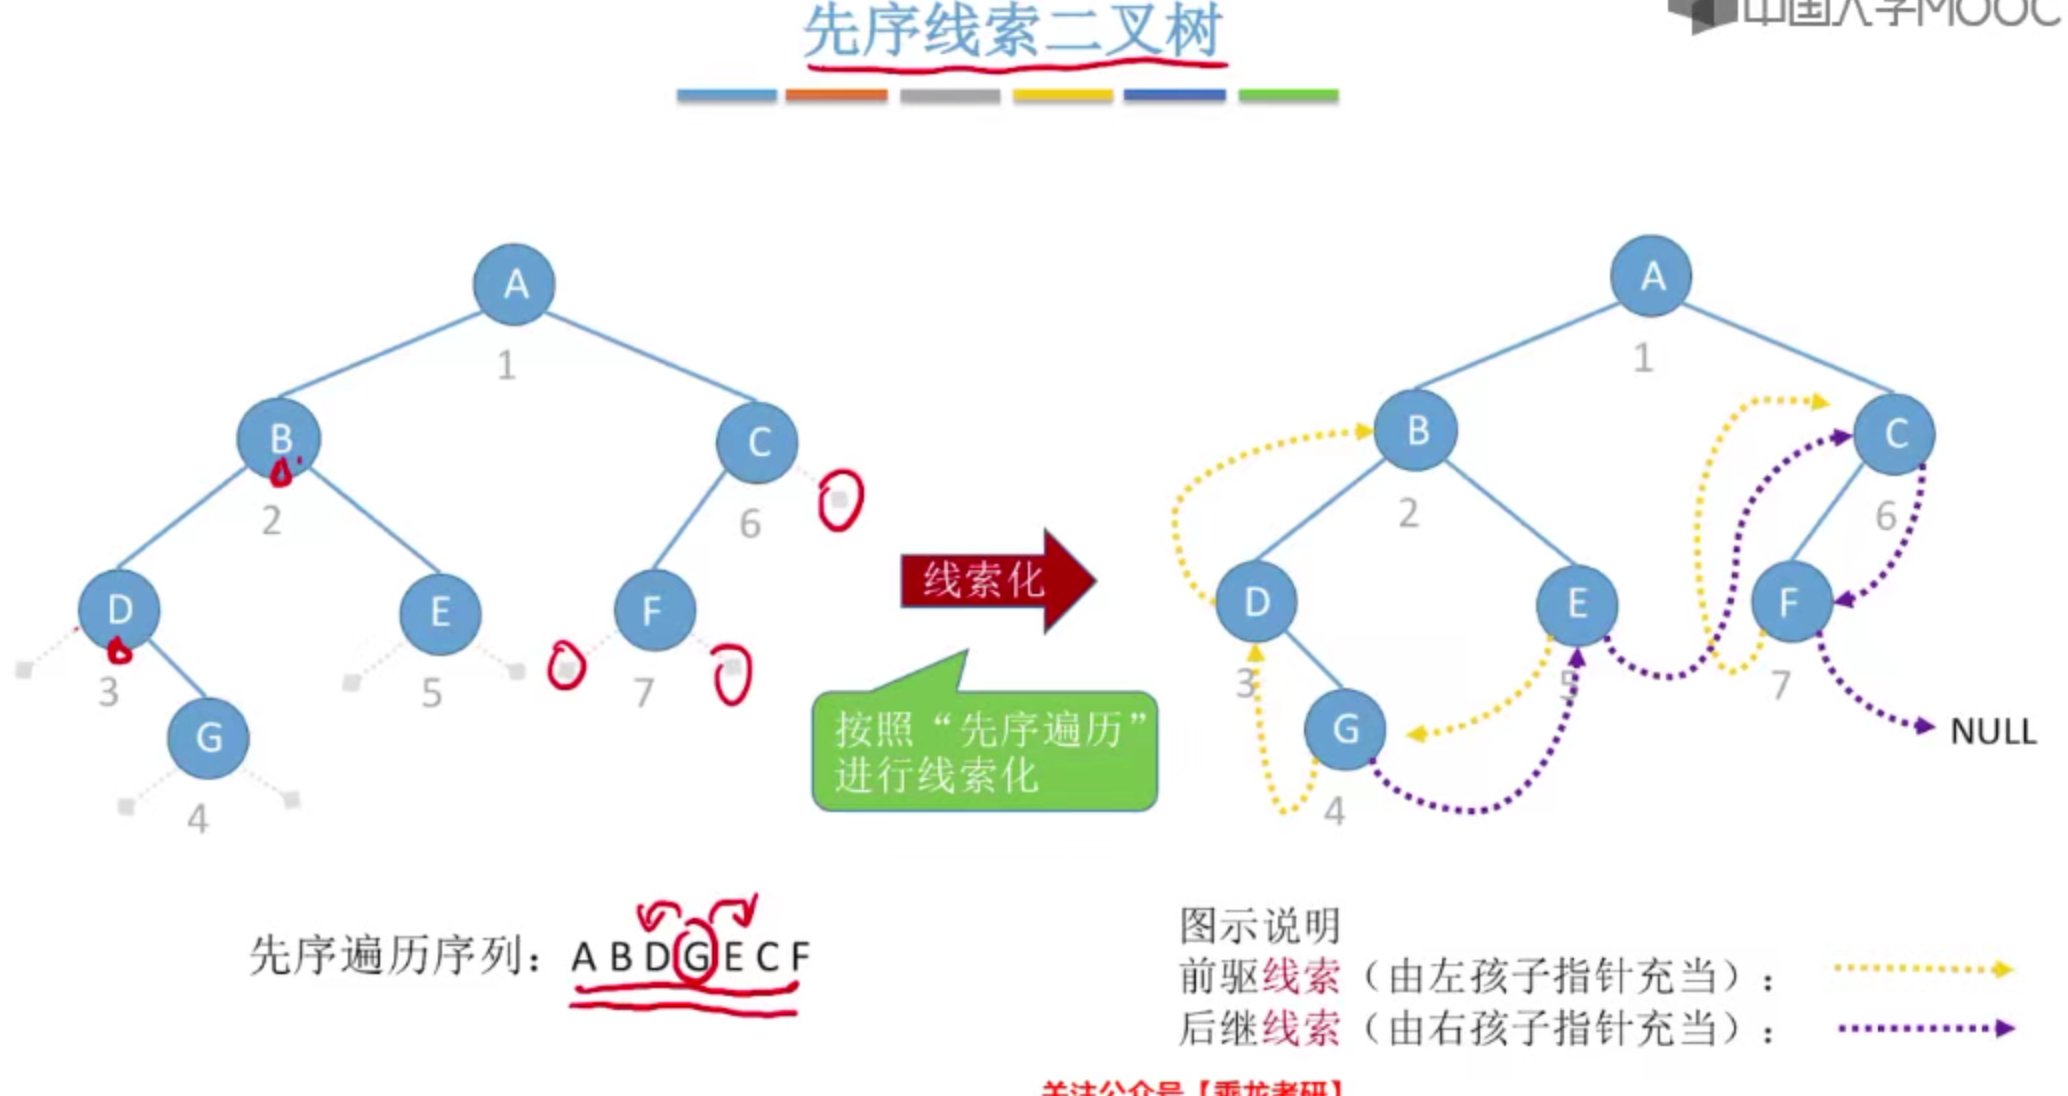 先序线索二叉树
中国大学MOOC
A
1
B
C
2
6
D
E
F
3
5
7
G
4
线索化
按照“先序遍历”
进行线索化
A
1
B
C
2
6
D
E
F
3
5
7
G
NULL
4
先序遍历序列：A B D G E C F
图示说明
前驱线索（由左孩子指针充当）：
后继线索（由右孩子指针充当）：
关注公众号【乘龙考研】